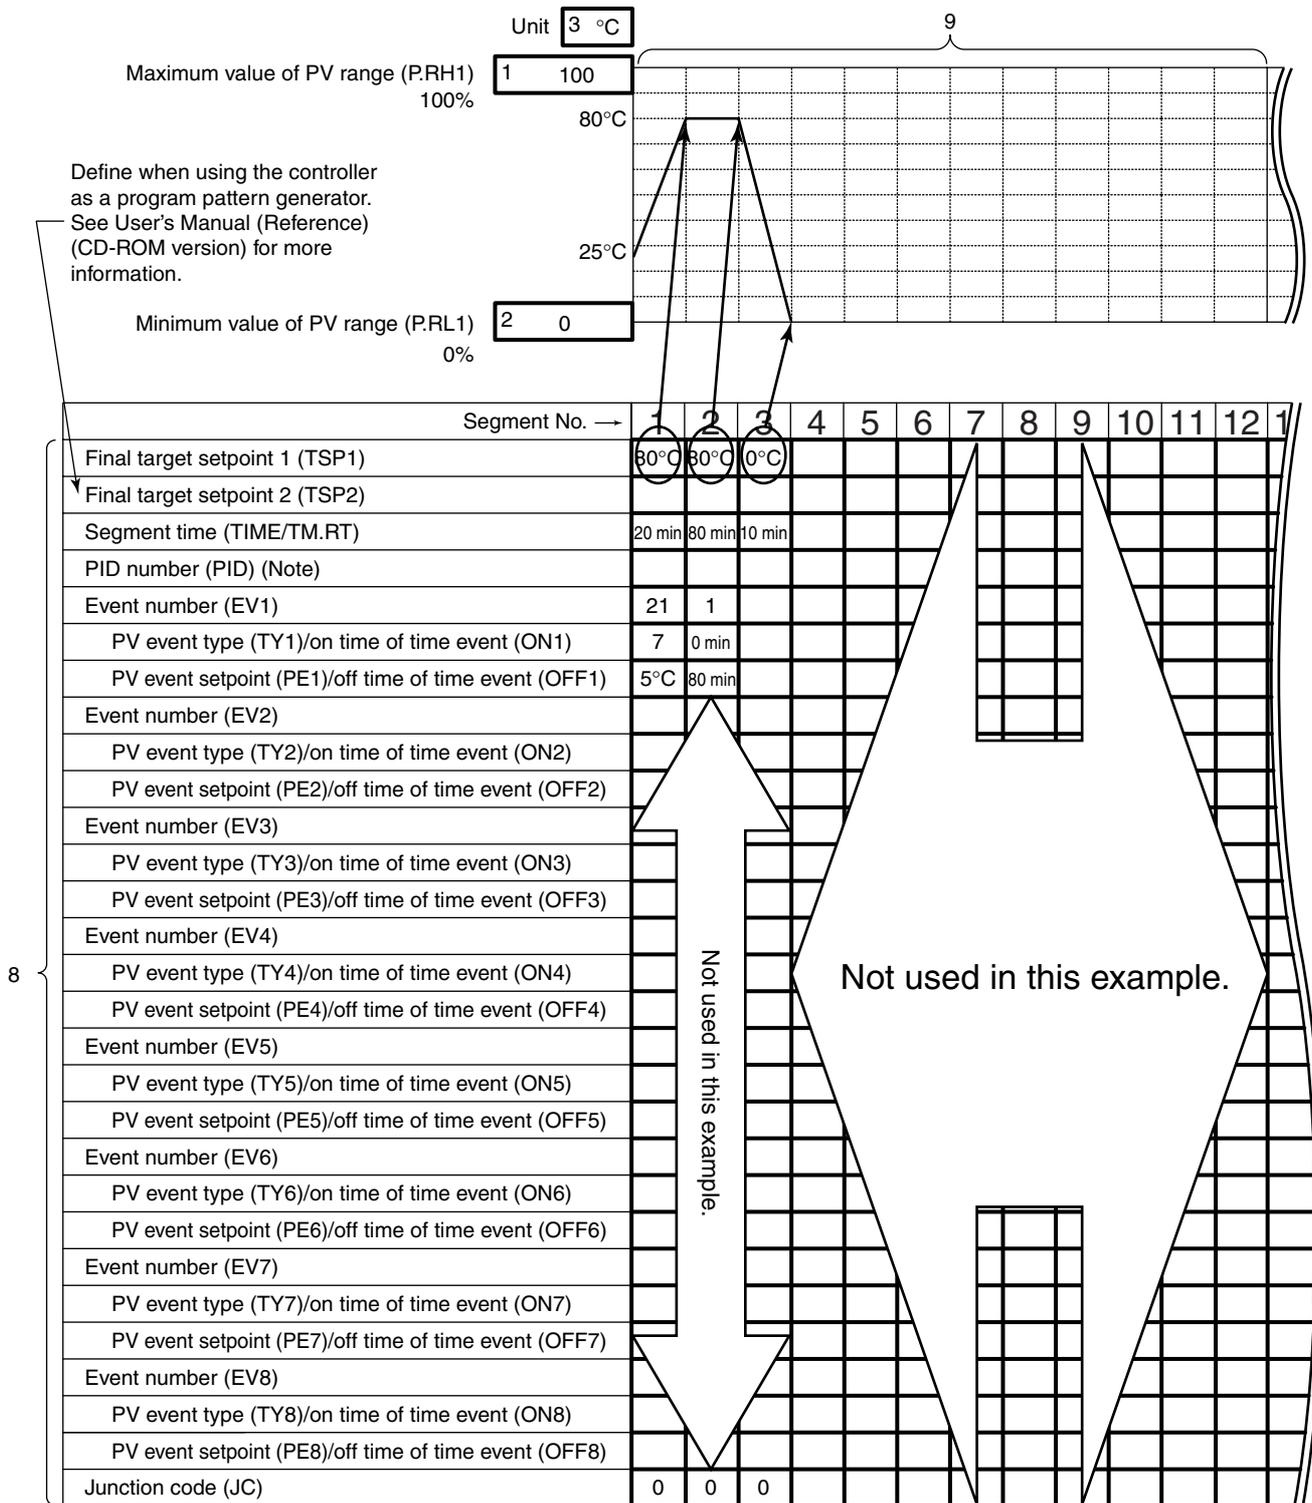 Unit 3 °C
9
Maximum value of PV range (P.RH1) 1 100
100%
80°C
Define when using the controller
as a program pattern generator.
See User's Manual (Reference)
(CD-ROM version) for more
information.
25°C
Minimum value of PV range (P.RL1) 2 0
0%
Segment No. → 1 2 3 4 5 6 7 8 9 10 11 12 1
8
Final target setpoint 1 (TSP1) 80°C 80°C 0°C
Final target setpoint 2 (TSP2)
Segment time (TIME/TM.RT) 20 min 80 min 10 min
PID number (PID) (Note)
Event number (EV1) 21 1
PV event type (TY1)/on time of time event (ON1) 7 0 min
PV event setpoint (PE1)/off time of time event (OFF1) 5°C 80 min
Event number (EV2)
PV event type (TY2)/on time of time event (ON2)
PV event setpoint (PE2)/off time of time event (OFF2)
Event number (EV3)
PV event type (TY3)/on time of time event (ON3)
PV event setpoint (PE3)/off time of time event (OFF3)
Event number (EV4)
PV event type (TY4)/on time of time event (ON4)
PV event setpoint (PE4)/off time of time event (OFF4)
Event number (EV5)
PV event type (TY5)/on time of time event (ON5)
PV event setpoint (PE5)/off time of time event (OFF5)
Event number (EV6)
PV event type (TY6)/on time of time event (ON6)
PV event setpoint (PE6)/off time of time event (OFF6)
Event number (EV7)
PV event type (TY7)/on time of time event (ON7)
PV event setpoint (PE7)/off time of time event (OFF7)
Event number (EV8)
PV event type (TY8)/on time of time event (ON8)
PV event setpoint (PE8)/off time of time event (OFF8)
Junction code (JC) 0 0 0
Not used in this example.
Not used in this example.